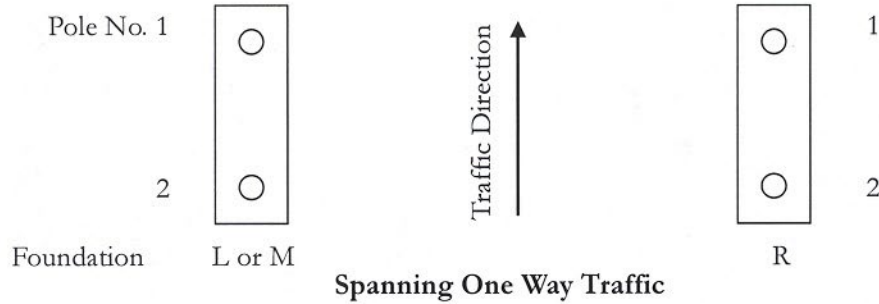 Pole No. 1
1
Traffic Direction
2
2
Foundation L or M R
Spanning One Way Traffic